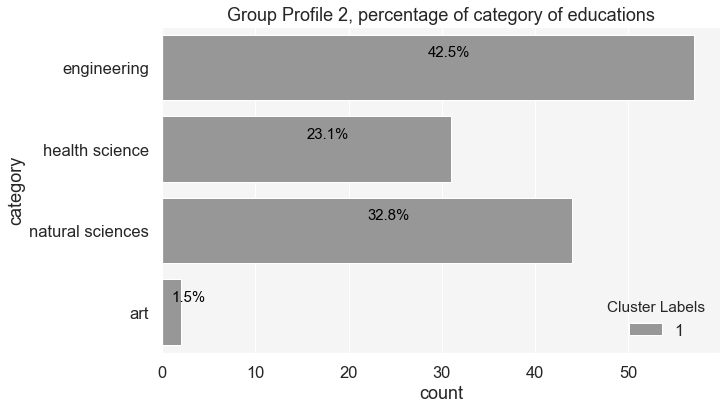 Group Profile 2, percentage of category of educations
engineering
42.5%
health science
23.1%
natural sciences
32.8%
art
1.5%
category
Cluster Labels
1
0 10 20 30 40 50
count